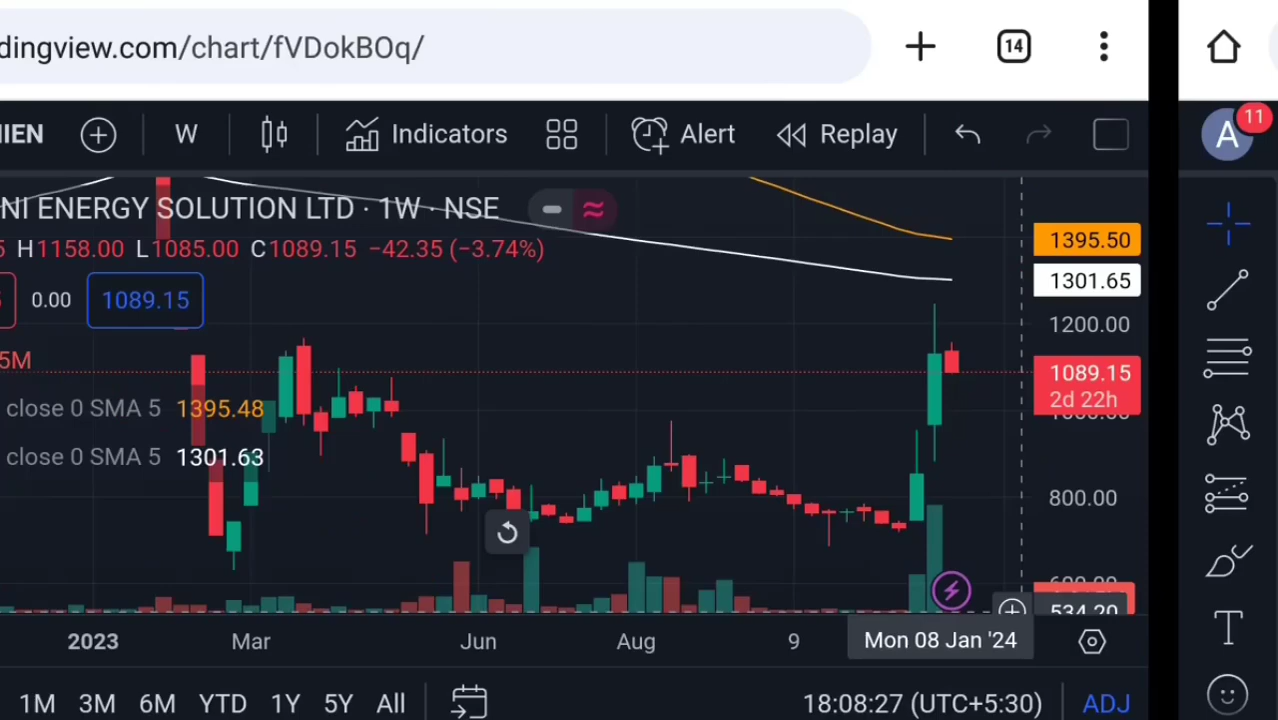 dingview.com/chart/fVDokBOq/
14
IIEN
W
Indicators
Alert
Replay
A
11
NI ENERGY SOLUTION LTD · 1W · NSE
5 H1158.00 L1085.00 C1089.15 −42.35 (−3.74%)
0.00
1089.15
5M
close 0 SMA 5 1395.48
close 0 SMA 5 1301.63
1395.50
1301.65
1200.00
1089.15
2d 22h
800.00
534.20
2023
Mar
Jun
Aug
9
Mon 08 Jan '24
1M 3M 6M YTD 1Y 5Y All
18:08:27 (UTC+5:30)
ADJ
T